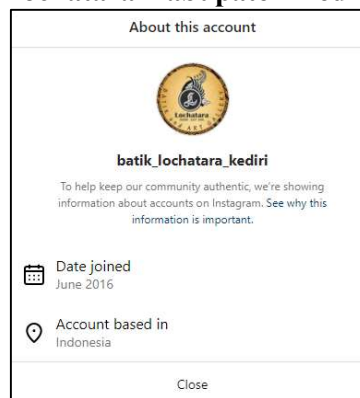 About this account
Lochatara
batik_lochatara_kediri
To help keep our community authentic, we're showing
information about accounts on Instagram. See why this
information is important.
Date joined
June 2016
Account based in
Indonesia
Close